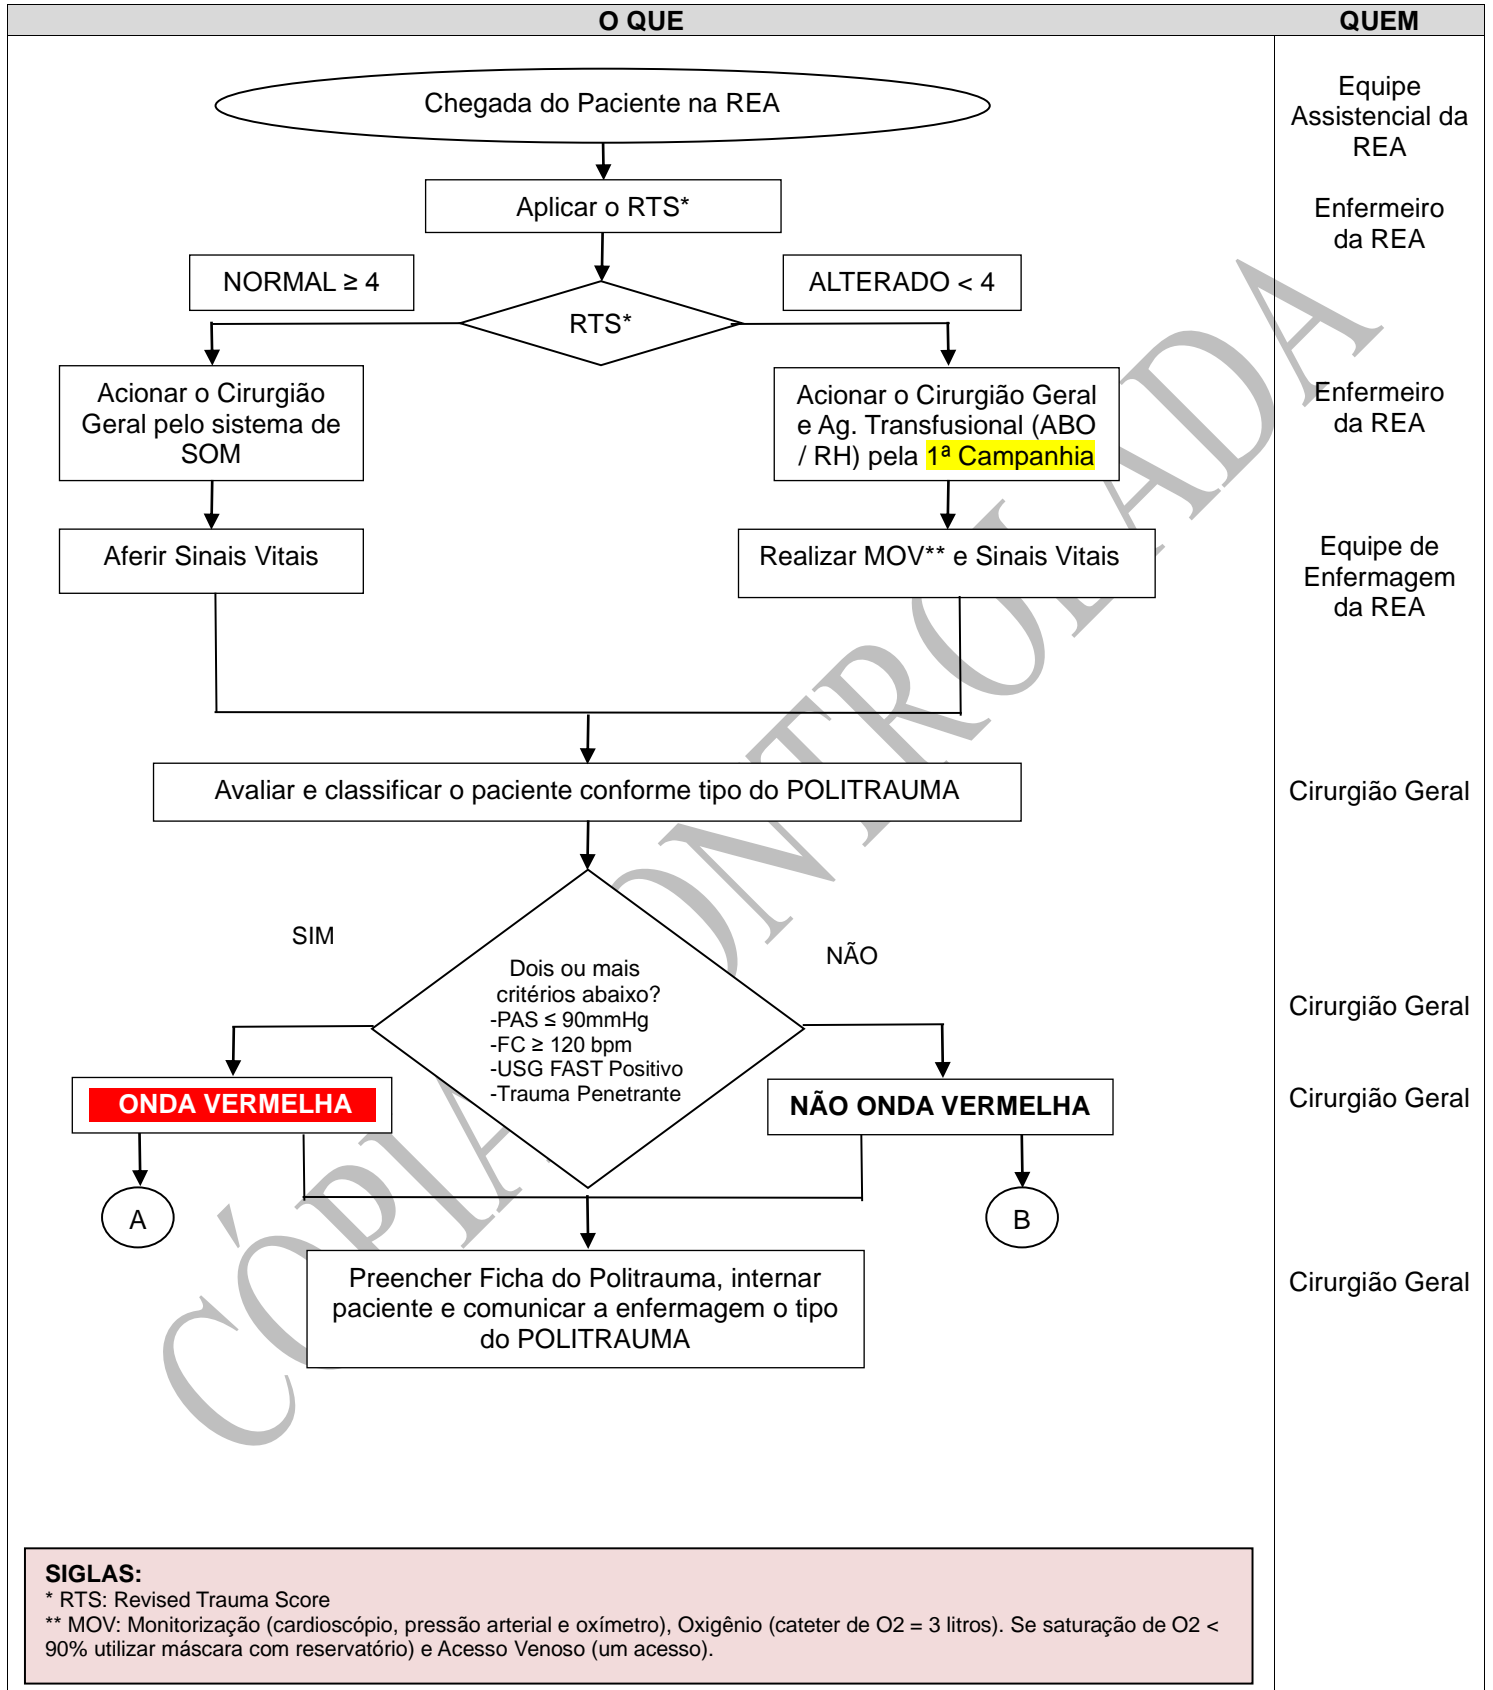 O QUE
QUEM
Chegada do Paciente na REA
Equipe
Assistencial da
REA
Aplicar o RTS*
Enfermeiro
da REA
NORMAL ≥ 4
ALTERADO < 4
RTS*
Acionar o Cirurgião
Geral pelo sistema de
SOM
Acionar o Cirurgião Geral
e Ag. Transfusional (ABO
/ RH) pela 1ª Campanhia
Enfermeiro
da REA
Aferir Sinais Vitais
Realizar MOV** e Sinais Vitais
Equipe de
Enfermagem
da REA
Avaliar e classificar o paciente conforme tipo do POLITRAUMA
Cirurgião Geral
SIM
NÃO
Dois ou mais
critérios abaixo?
-PAS ≤ 90mmHg
-FC ≥ 120 bpm
-USG FAST Positivo
-Trauma Penetrante
Cirurgião Geral
ONDA VERMELHA
NÃO ONDA VERMELHA
Cirurgião Geral
A
B
Preencher Ficha do Politrauma, internar
paciente e comunicar a enfermagem o tipo
do POLITRAUMA
Cirurgião Geral
CÓPIA CONTROLADA
SIGLAS:
* RTS: Revised Trauma Score
** MOV: Monitorização (cardioscópio, pressão arterial e oxímetro), Oxigênio (cateter de O2 = 3 litros). Se saturação de O2 <
90% utilizar máscara com reservatório) e Acesso Venoso (um acesso).